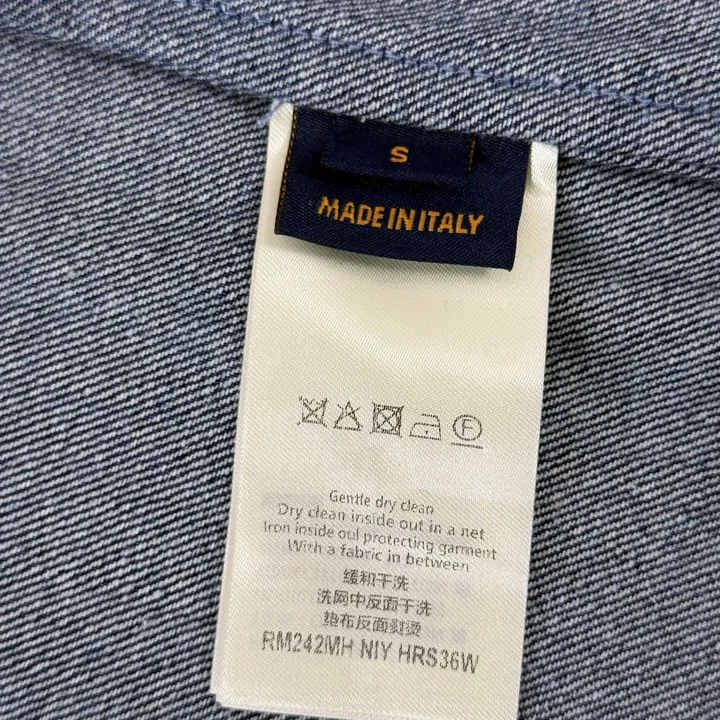 S
MADE IN ITALY
F
Gentle dry clean
Dry clean inside out in a net
Iron inside oul protecting garment
With a fabric in between
缓和干洗
洗网中反面干洗
垫布反面熨烫
RM242MH NIY HRS36W